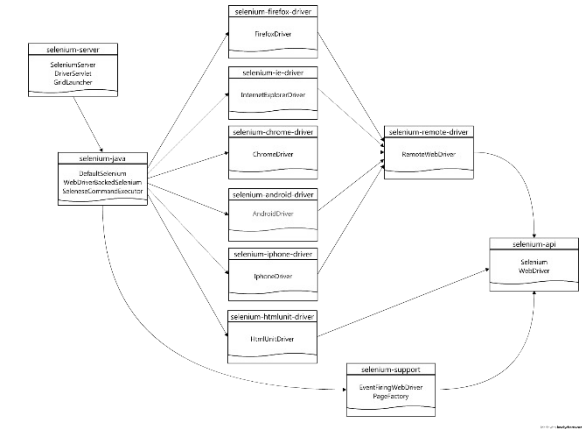 selenium-firefox-driver
FirefoxDriver
selenium-server
SeleniumServer
DriverServlet
GridLauncher
selenium-ie-driver
InternetExplorerDriver
selenium-chrome-driver
ChromeDriver
selenium-remote-driver
RemoteWebDriver
selenium-java
DefaultSelenium
WebDriverBackedSelenium
SeleneseCommandExecutor
selenium-android-driver
AndroidDriver
selenium-iphone-driver
IphoneDriver
selenium-api
Selenium
WebDriver
selenium-htmlunit-driver
HtmlUnitDriver
selenium-support
EventFiringWebDriver
PageFactory